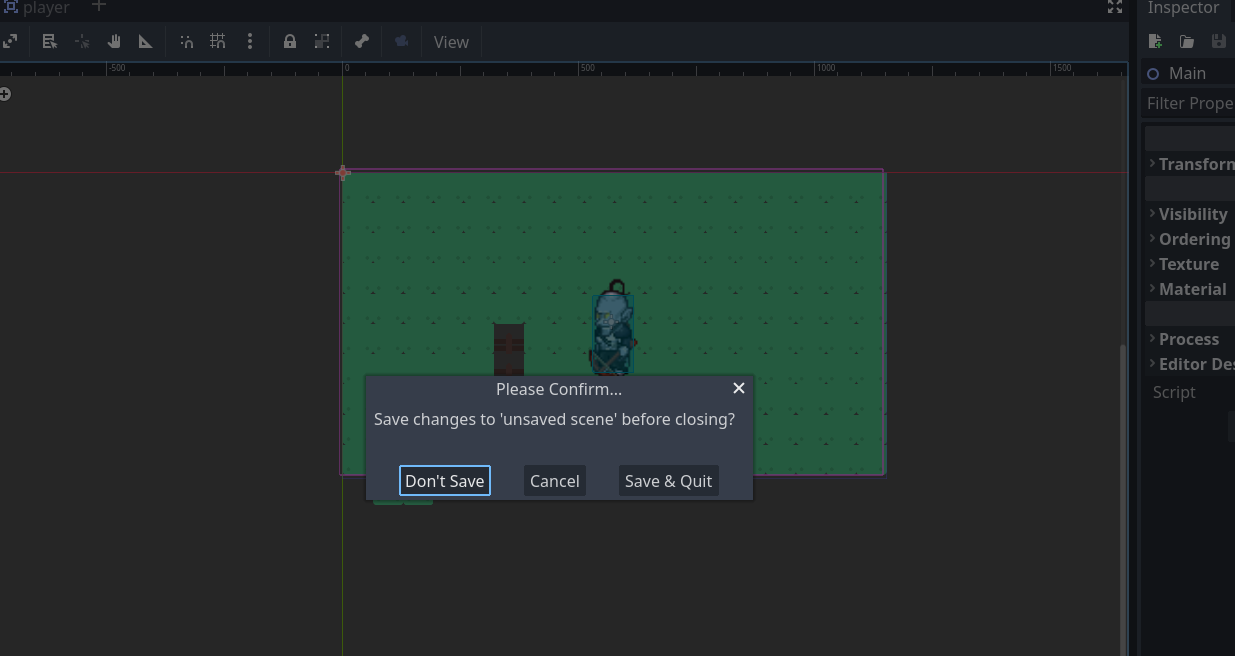 player
Inspector
View
-500
0
500
1000
1500
Main
Filter Prope
Transform
Visibility
Ordering
Texture
Material
Process
Editor Des
Script
Please Confirm...
Save changes to 'unsaved scene' before closing?
Don't Save
Cancel
Save & Quit